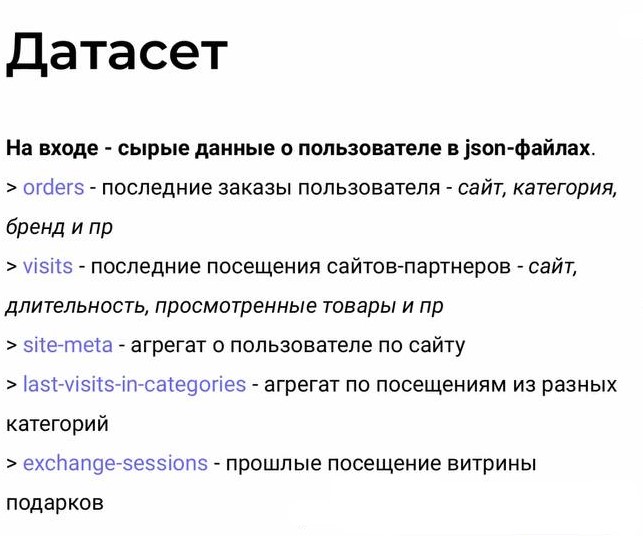 Датасет
На входе - сырые данные о пользователе в json-файлах.
> orders - последние заказы пользователя - сайт, категория,
бренд и пр
> visits - последние посещения сайтов-партнеров - сайт,
длительность, просмотренные товары и пр
> site-meta - агрегат о пользователе по сайту
> last-visits-in-categories - агрегат по посещениям из разных
категорий
> exchange-sessions - прошлые посещение витрины
подарков